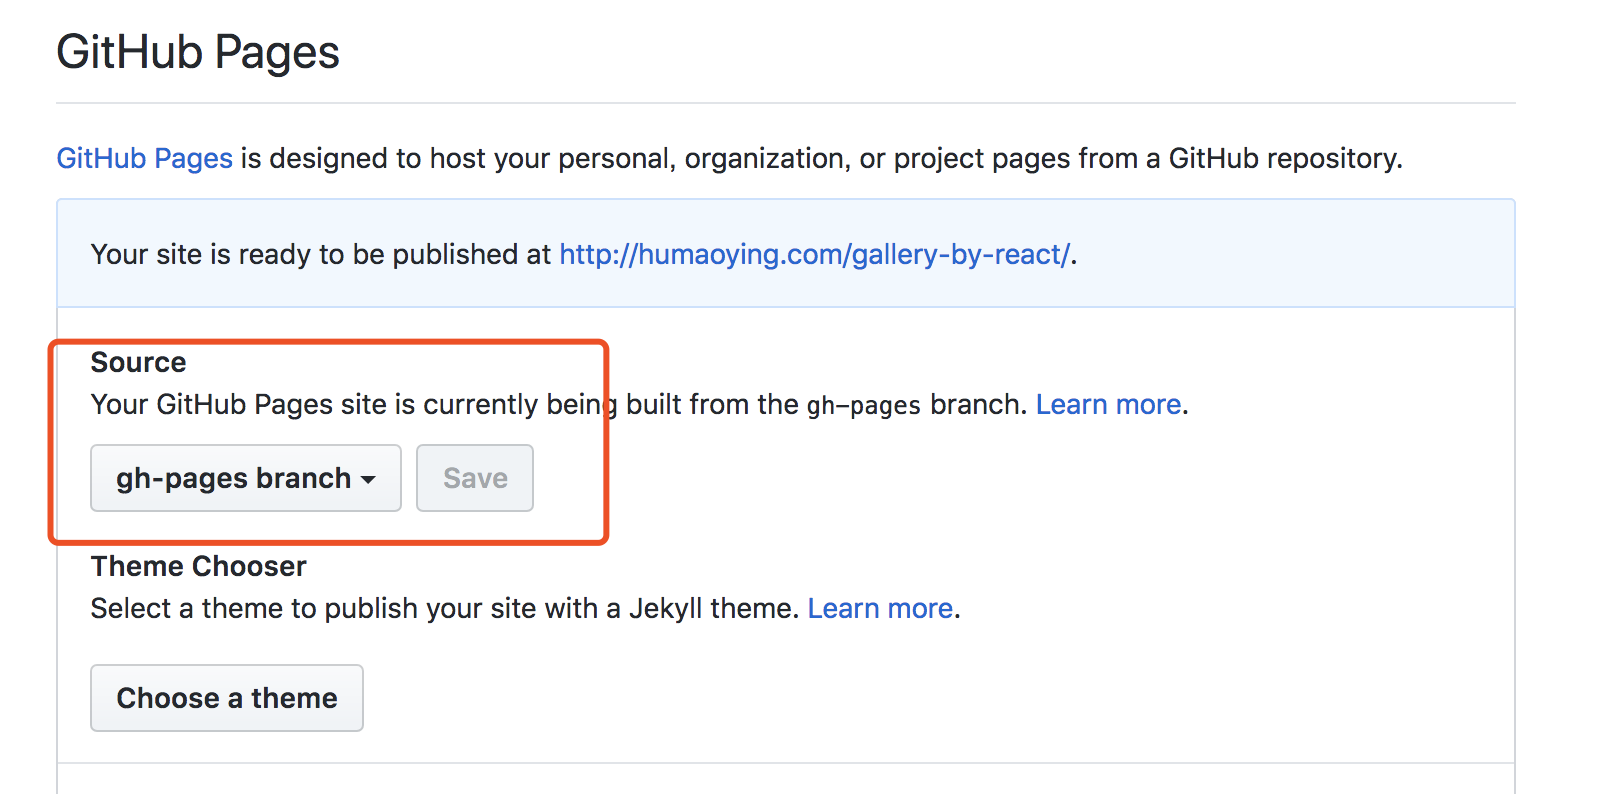 GitHub Pages
GitHub Pages is designed to host your personal, organization, or project pages from a GitHub repository.
Your site is ready to be published at http://humaoying.com/gallery-by-react/.
Source
Your GitHub Pages site is currently being built from the gh-pages branch. Learn more.
gh-pages branch Save
Theme Chooser
Select a theme to publish your site with a Jekyll theme. Learn more.
Choose a theme